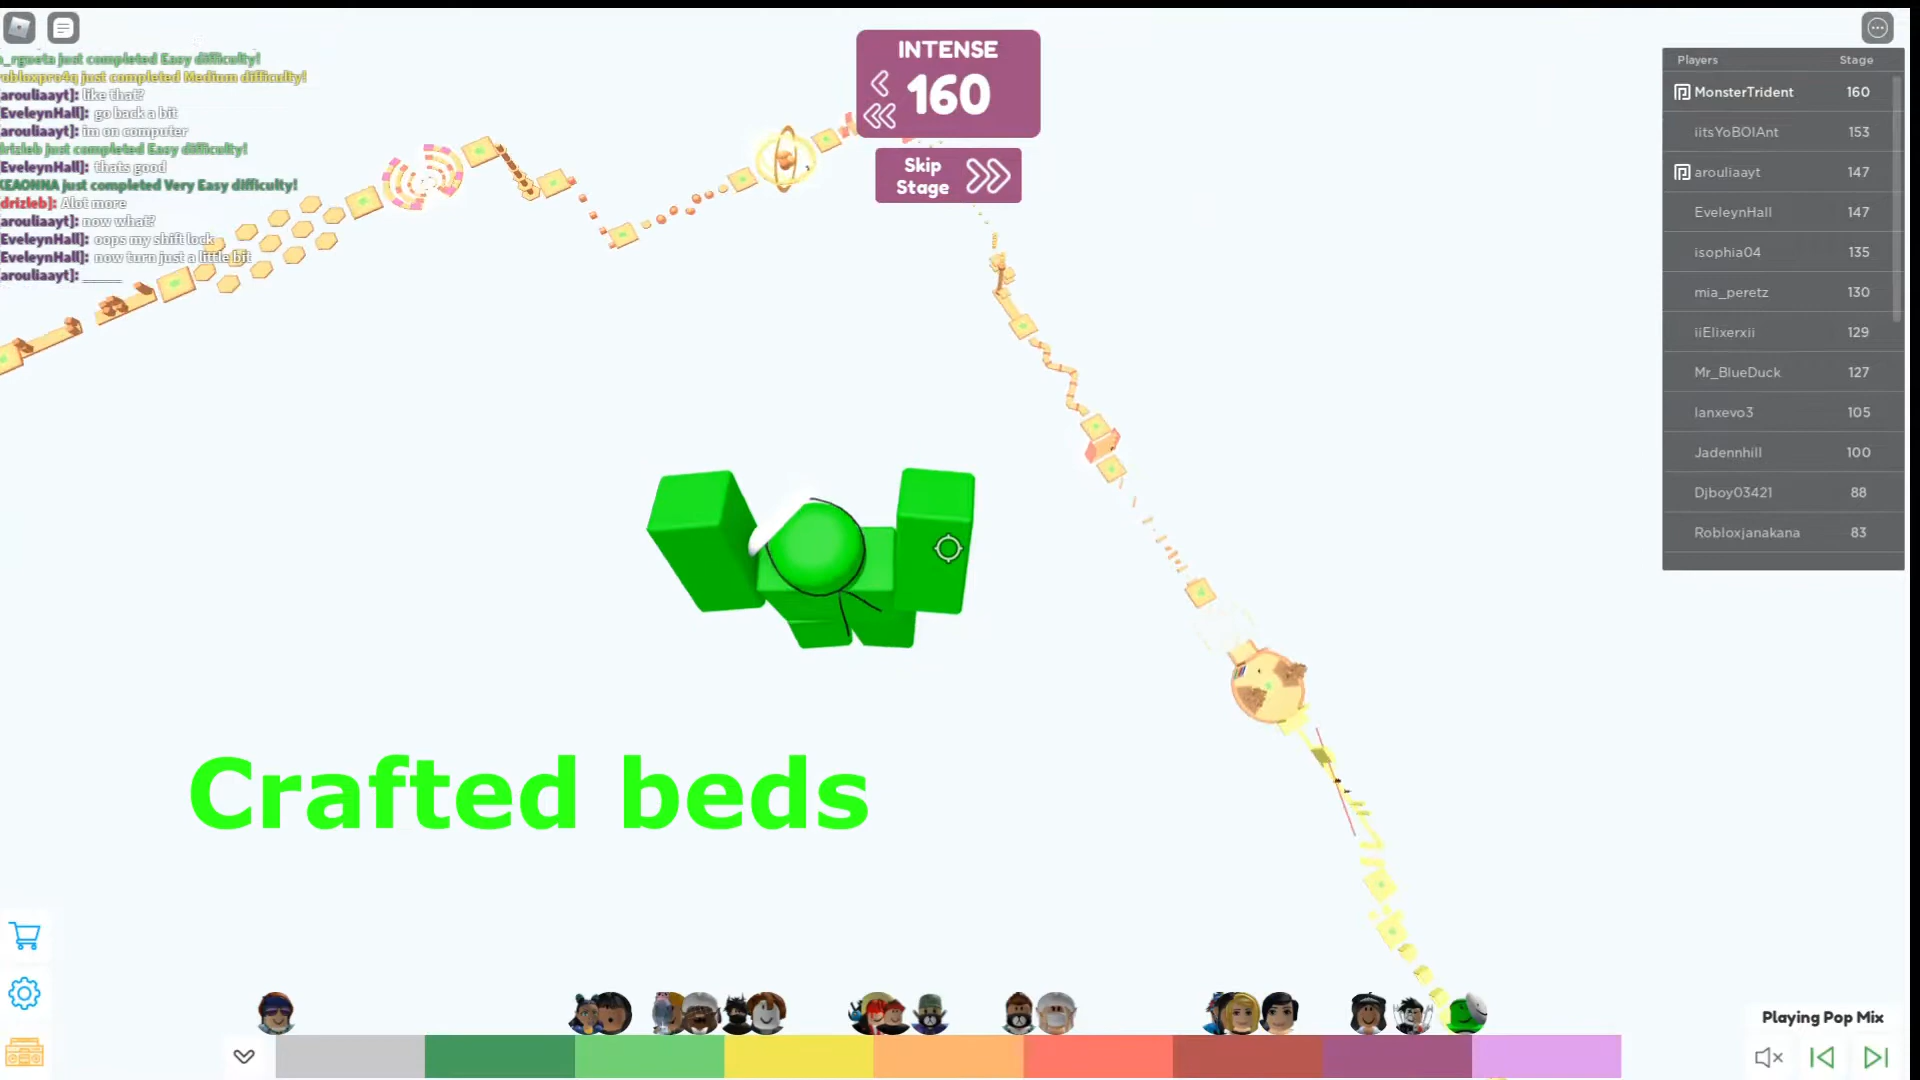 INTENSE
160
Skip
Stage
_rgueta just completed Easy difficulty!
robloxpro4q just completed Medium difficulty!
[arouliaayt]: like that?
[EveleynHall]: go back a bit
[arouliaayt]: im on computer
drizleb just completed Easy difficulty!
[EveleynHall]: thats good
KEAONNA just completed Very Easy difficulty!
[drizleb]: Alot more
[arouliaayt]: now what?
[EveleynHall]: oops my shift lock
[EveleynHall]: now turn just a little bit
[arouliaayt]: _____
Players Stage
MonsterTrident 160
iitsYoBOIAnt 153
arouliaayt 147
EveleynHall 147
isophia04 135
mia_peretz 130
iiElixerxii 129
Mr_BlueDuck 127
lanxevo3 105
Jadennhill 100
Djboy03421 88
Robloxjanakana 83
Crafted beds
Playing Pop Mix